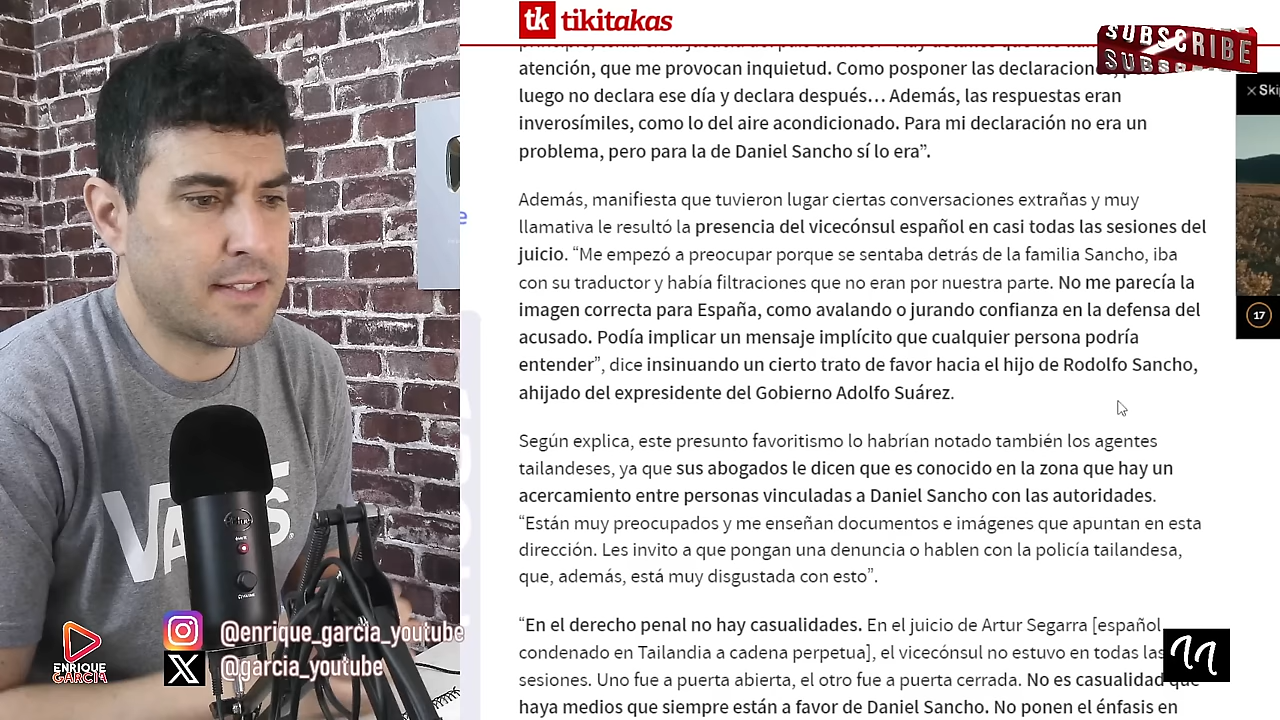 tk tikitakas
SUBSCRIBE
SUBSCRIBE
atención, que me provocan inquietud. Como posponer las
luego no declara ese día y declara después… Además, las respuestas eran
inverosímiles, como lo del aire acondicionado. Para mi declaración no era un
problema, pero para la de Daniel Sancho sí lo era”.
Además, manifiesta que tuvieron lugar ciertas conversaciones extrañas y muy
llamativa le resultó la presencia del vicecónsul español en casi todas las sesiones del
juicio. “Me empezó a preocupar porque se sentaba detrás de la familia Sancho, iba
con su traductor y había filtraciones que no eran por nuestra parte. No me parecía la
imagen correcta para España, como avalando o jurando confianza en la defensa del
acusado. Podía implicar un mensaje implícito que cualquier persona podría
entender”, dice insinuando un cierto trato de favor hacia el hijo de Rodolfo Sancho,
ahijado del expresidente del Gobierno Adolfo Suárez.
Según explica, este presunto favoritismo lo habrían notado también los agentes
tailandeses, ya que sus abogados le dicen que es conocido en la zona que hay un
acercamiento entre personas vinculadas a Daniel Sancho con las autoridades.
“Están muy preocupados y me enseñan documentos e imágenes que apuntan en esta
dirección. Les invito a que pongan una denuncia o hablen con la policía tailandesa,
que, además, está muy disgustada con esto”.
“En el derecho penal no hay casualidades. En el juicio de Artur Segarra [español
condenado en Tailandia a cadena perpetua], el vicecónsul no estuvo en todas las
sesiones. Uno fue a puerta abierta, el otro fue a puerta cerrada. No es casualidad que
haya medios que siempre están a favor de Daniel Sancho. No ponen el énfasis en
17
VANS
ENRIQUE
GARCIA
@enrique_garcia_youtube
@garcia_youtube